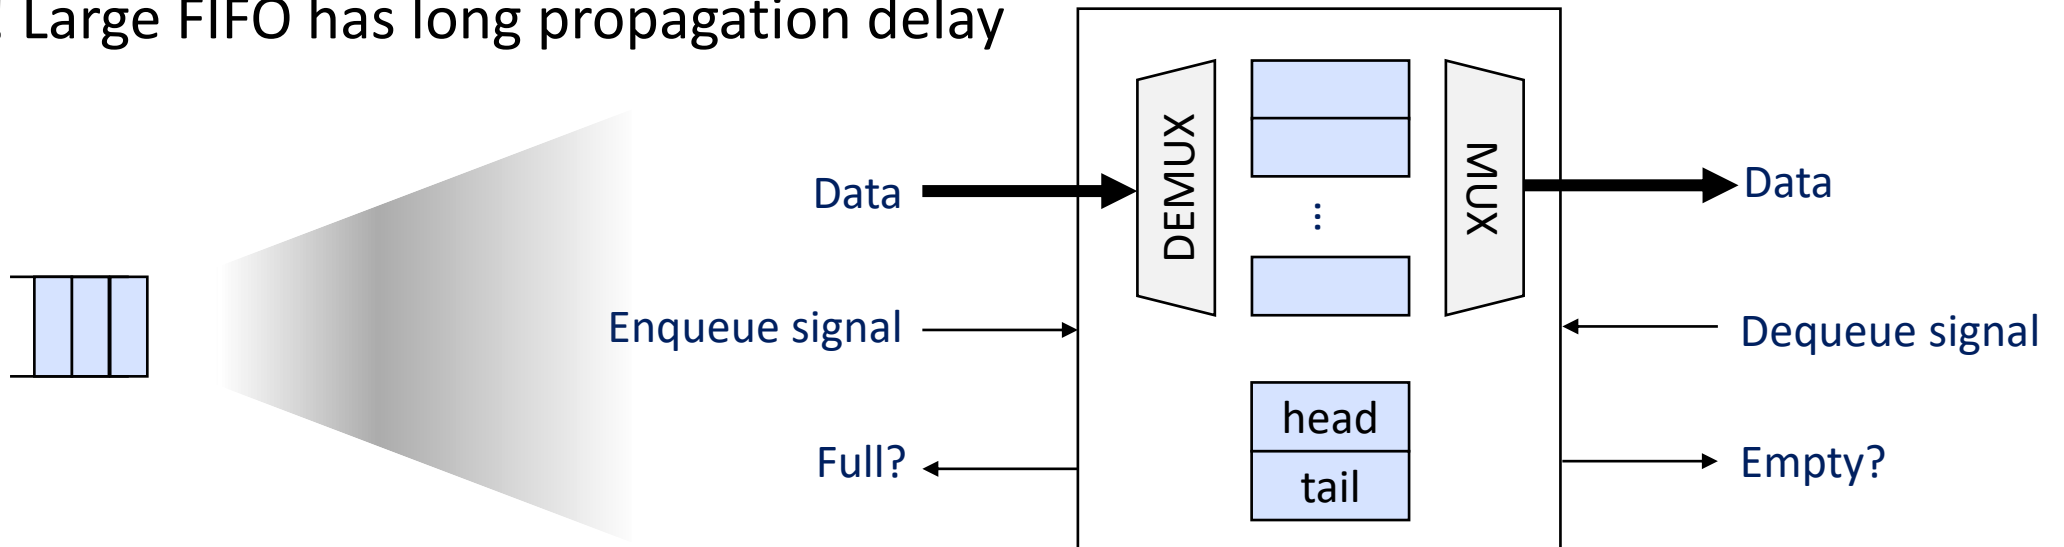 Large FIFO has long propagation delay
DEMUX
MUX
...
Data
Data
Enqueue signal
Dequeue signal
head
Full?
Empty?
tail